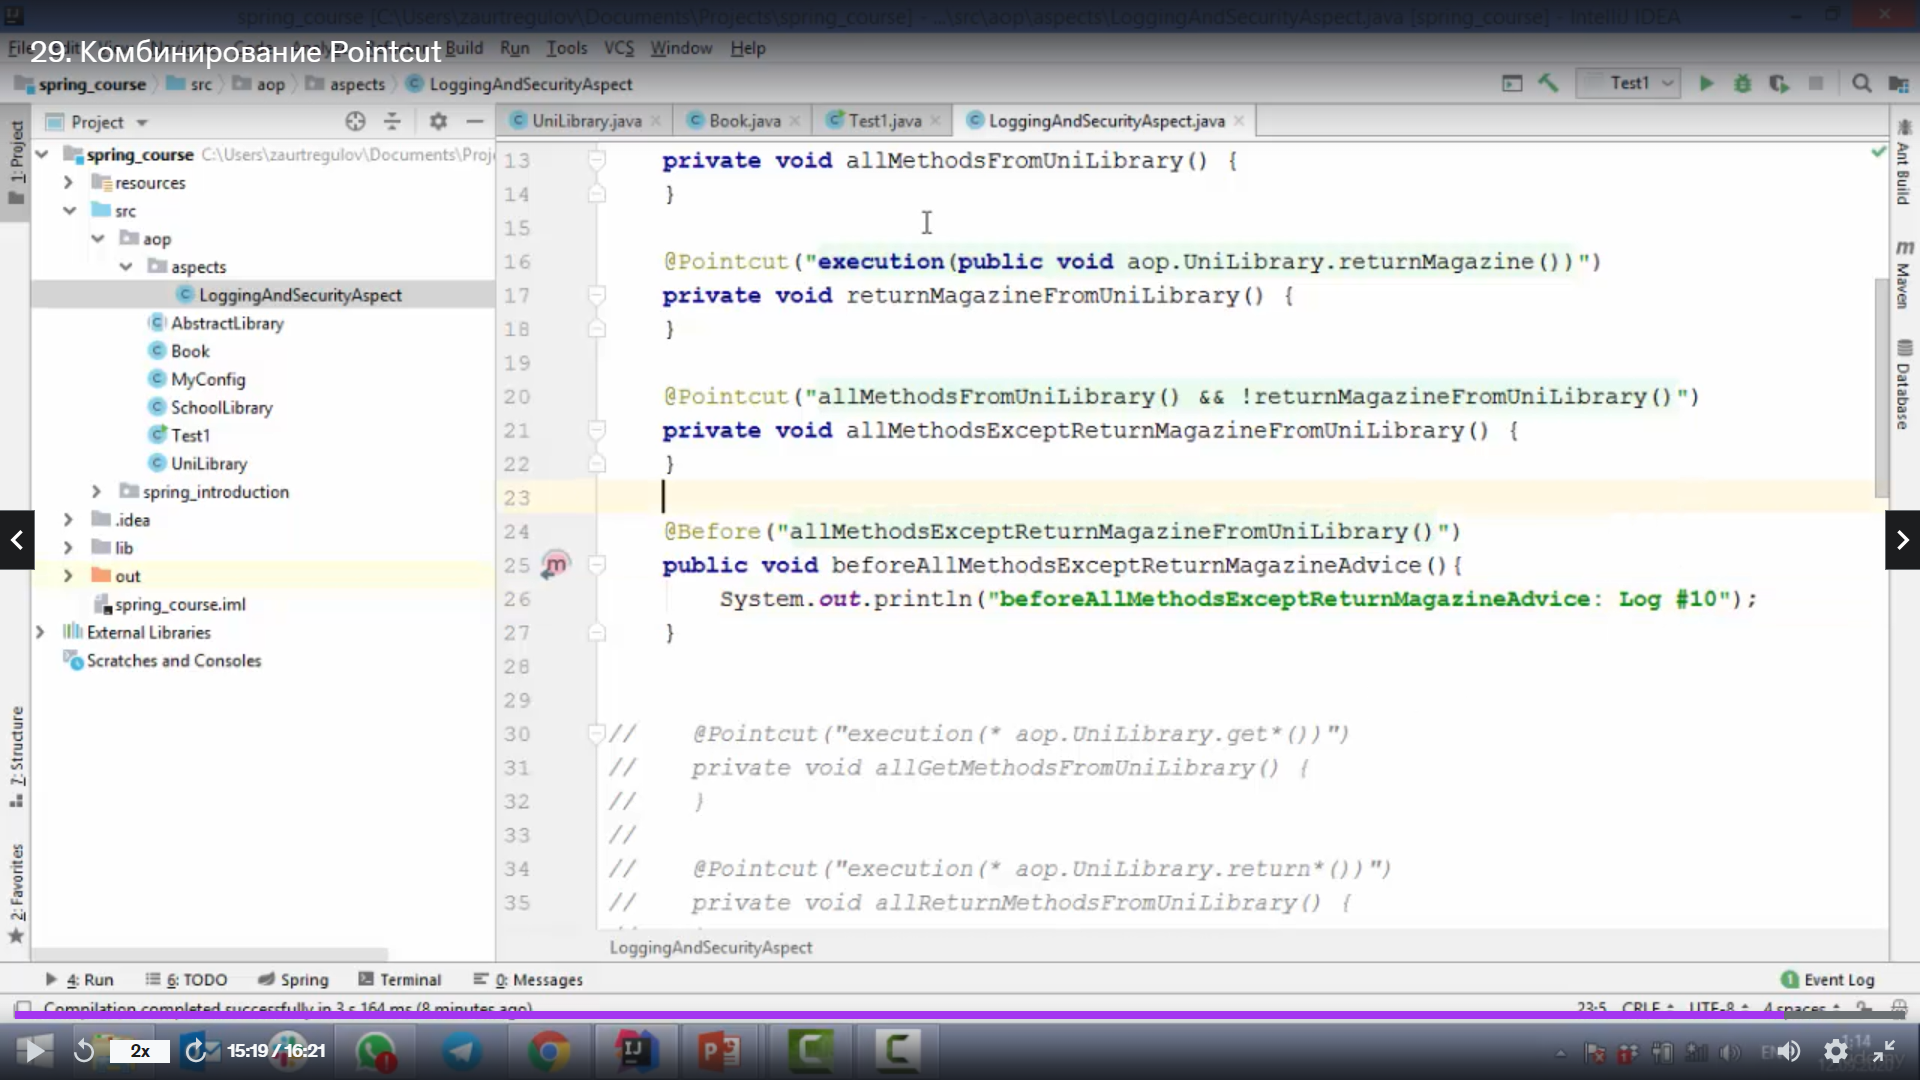 spring_course [C:\Users\zaurtregulov\Documents\Projects\spring_course] - ...\src\aop\aspects\LoggingAndSecurityAspect.java [spring_course] - IntelliJ IDEA
29. Комбинирование Pointcut
Build Run Tools VCS Window Help
spring_course src aop aspects LoggingAndSecurityAspect Test1
1: Project
7: Structure
2: Favorites
Project
spring_course C:\Users\zaurtregulov\Documents\Proj
resources
src
aop
aspects
LoggingAndSecurityAspect
AbstractLibrary
Book
MyConfig
SchoolLibrary
Test1
UniLibrary
spring_introduction
.idea
lib
out
spring_course.iml
External Libraries
Scratches and Consoles
UniLibrary.java Book.java Test1.java LoggingAndSecurityAspect.java
13 private void allMethodsFromUniLibrary() {
14 }
15
16 @Pointcut("execution(public void aop.UniLibrary.returnMagazine())")
17 private void returnMagazineFromUniLibrary() {
18 }
19
20 @Pointcut("allMethodsFromUniLibrary() && !returnMagazineFromUniLibrary()")
21 private void allMethodsExceptReturnMagazineFromUniLibrary() {
22 }
23
24 @Before("allMethodsExceptReturnMagazineFromUniLibrary()")
25 public void beforeAllMethodsExceptReturnMagazineAdvice(){
26 System.out.println("beforeAllMethodsExceptReturnMagazineAdvice: Log #10");
27 }
28
29
30 // @Pointcut("execution(* aop.UniLibrary.get*())")
31 // private void allGetMethodsFromUniLibrary() {
32 // }
33 //
34 // @Pointcut("execution(* aop.UniLibrary.return*())")
35 // private void allReturnMethodsFromUniLibrary() {
LoggingAndSecurityAspect
Ant Build
Maven
Database
4: Run 6: TODO Spring Terminal 0: Messages 1 Event Log
Compilation completed successfully in 3 s 164 ms (8 minutes ago) 23:5 CRLF UTF-8 4 spaces
2x 15:19 / 16:21